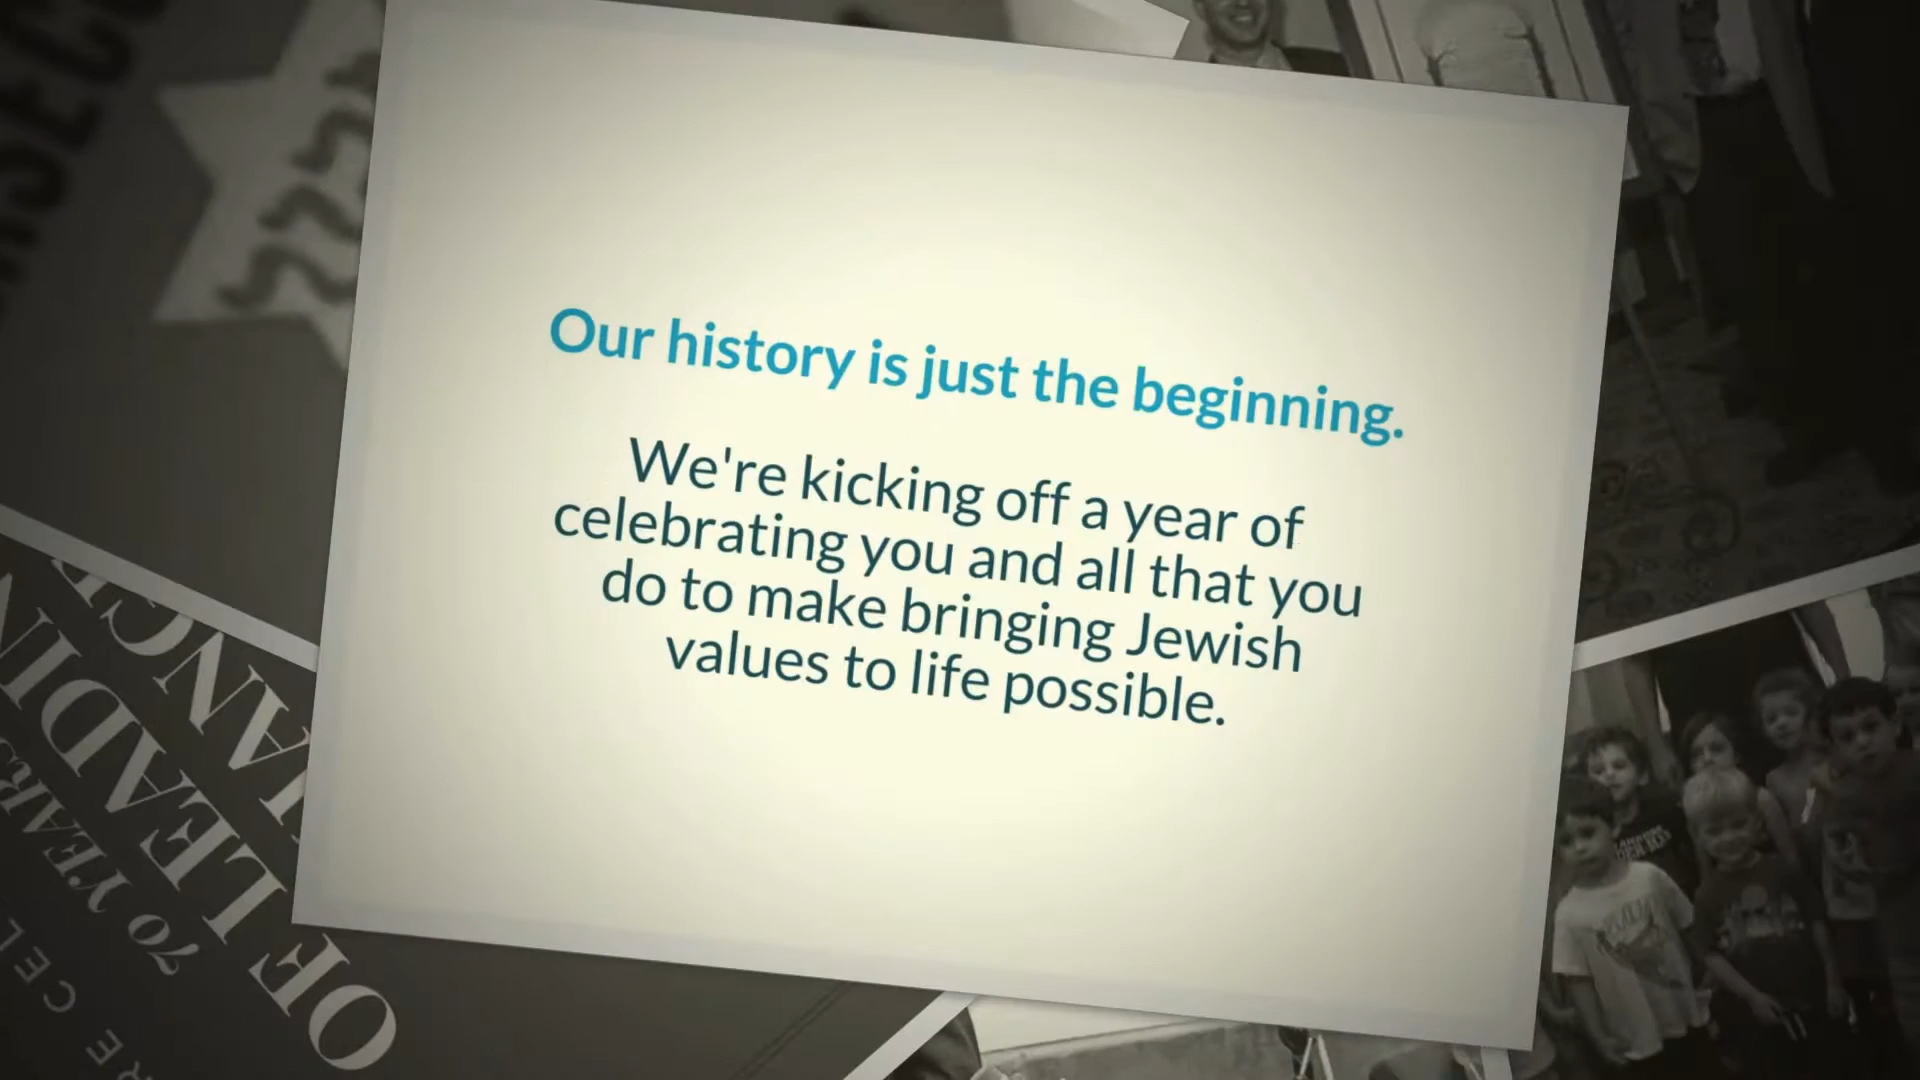 Our history is just the beginning.
We're kicking off a year of
celebrating you and all that you
do to make bringing Jewish
values to life possible.
70 YEARS
OF LEADIN